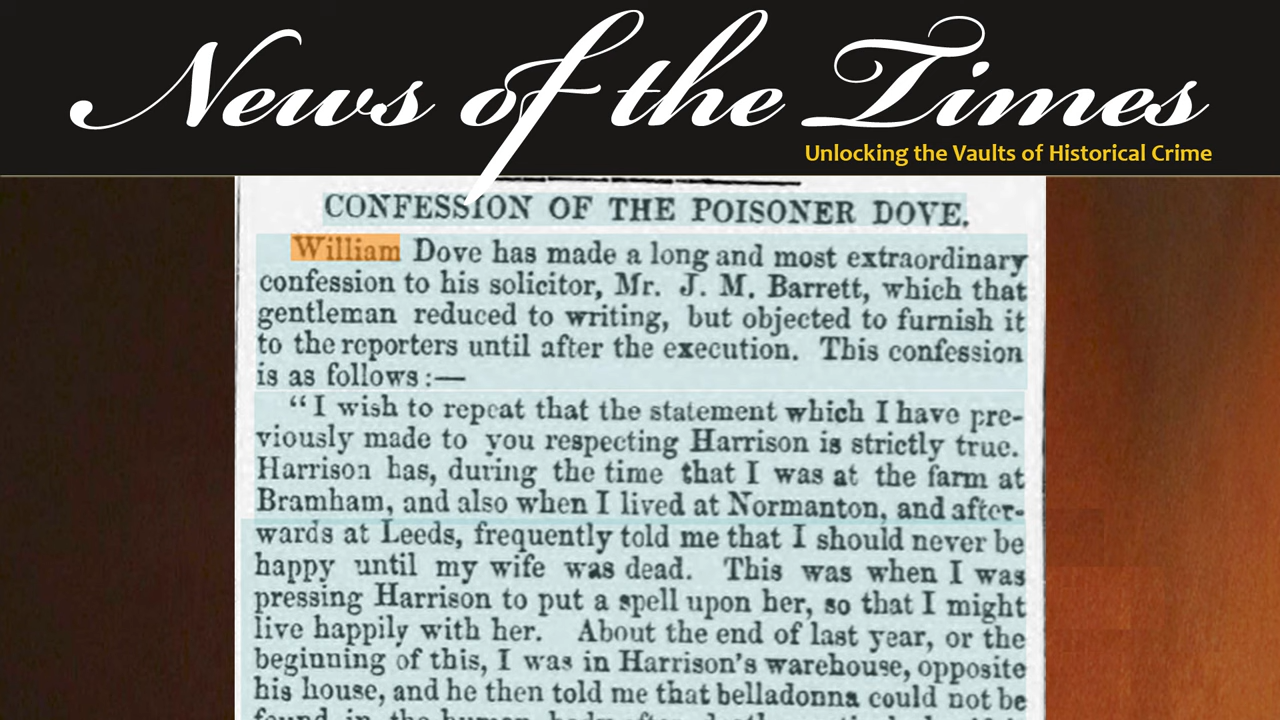 News of the Times
Unlocking the Vaults of Historical Crime
CONFESSION OF THE POISONER DOVE.
William Dove has made a long and most extraordinary
confession to his solicitor, Mr. J. M. Barrett, which that
gentleman reduced to writing, but objected to furnish it
to the reporters until after the execution. This confession
is as follows:—
“I wish to repeat that the statement which I have pre-
viously made to you respecting Harrison is strictly true.
Harrison has, during the time that I was at the farm at
Bramham, and also when I lived at Normanton, and after-
wards at Leeds, frequently told me that I should never be
happy until my wife was dead. This was when I was
pressing Harrison to put a spell upon her, so that I might
live happily with her. About the end of last year, or the
beginning of this, I was in Harrison's warehouse, opposite
his house, and he then told me that belladonna could not be
found in the human body after death